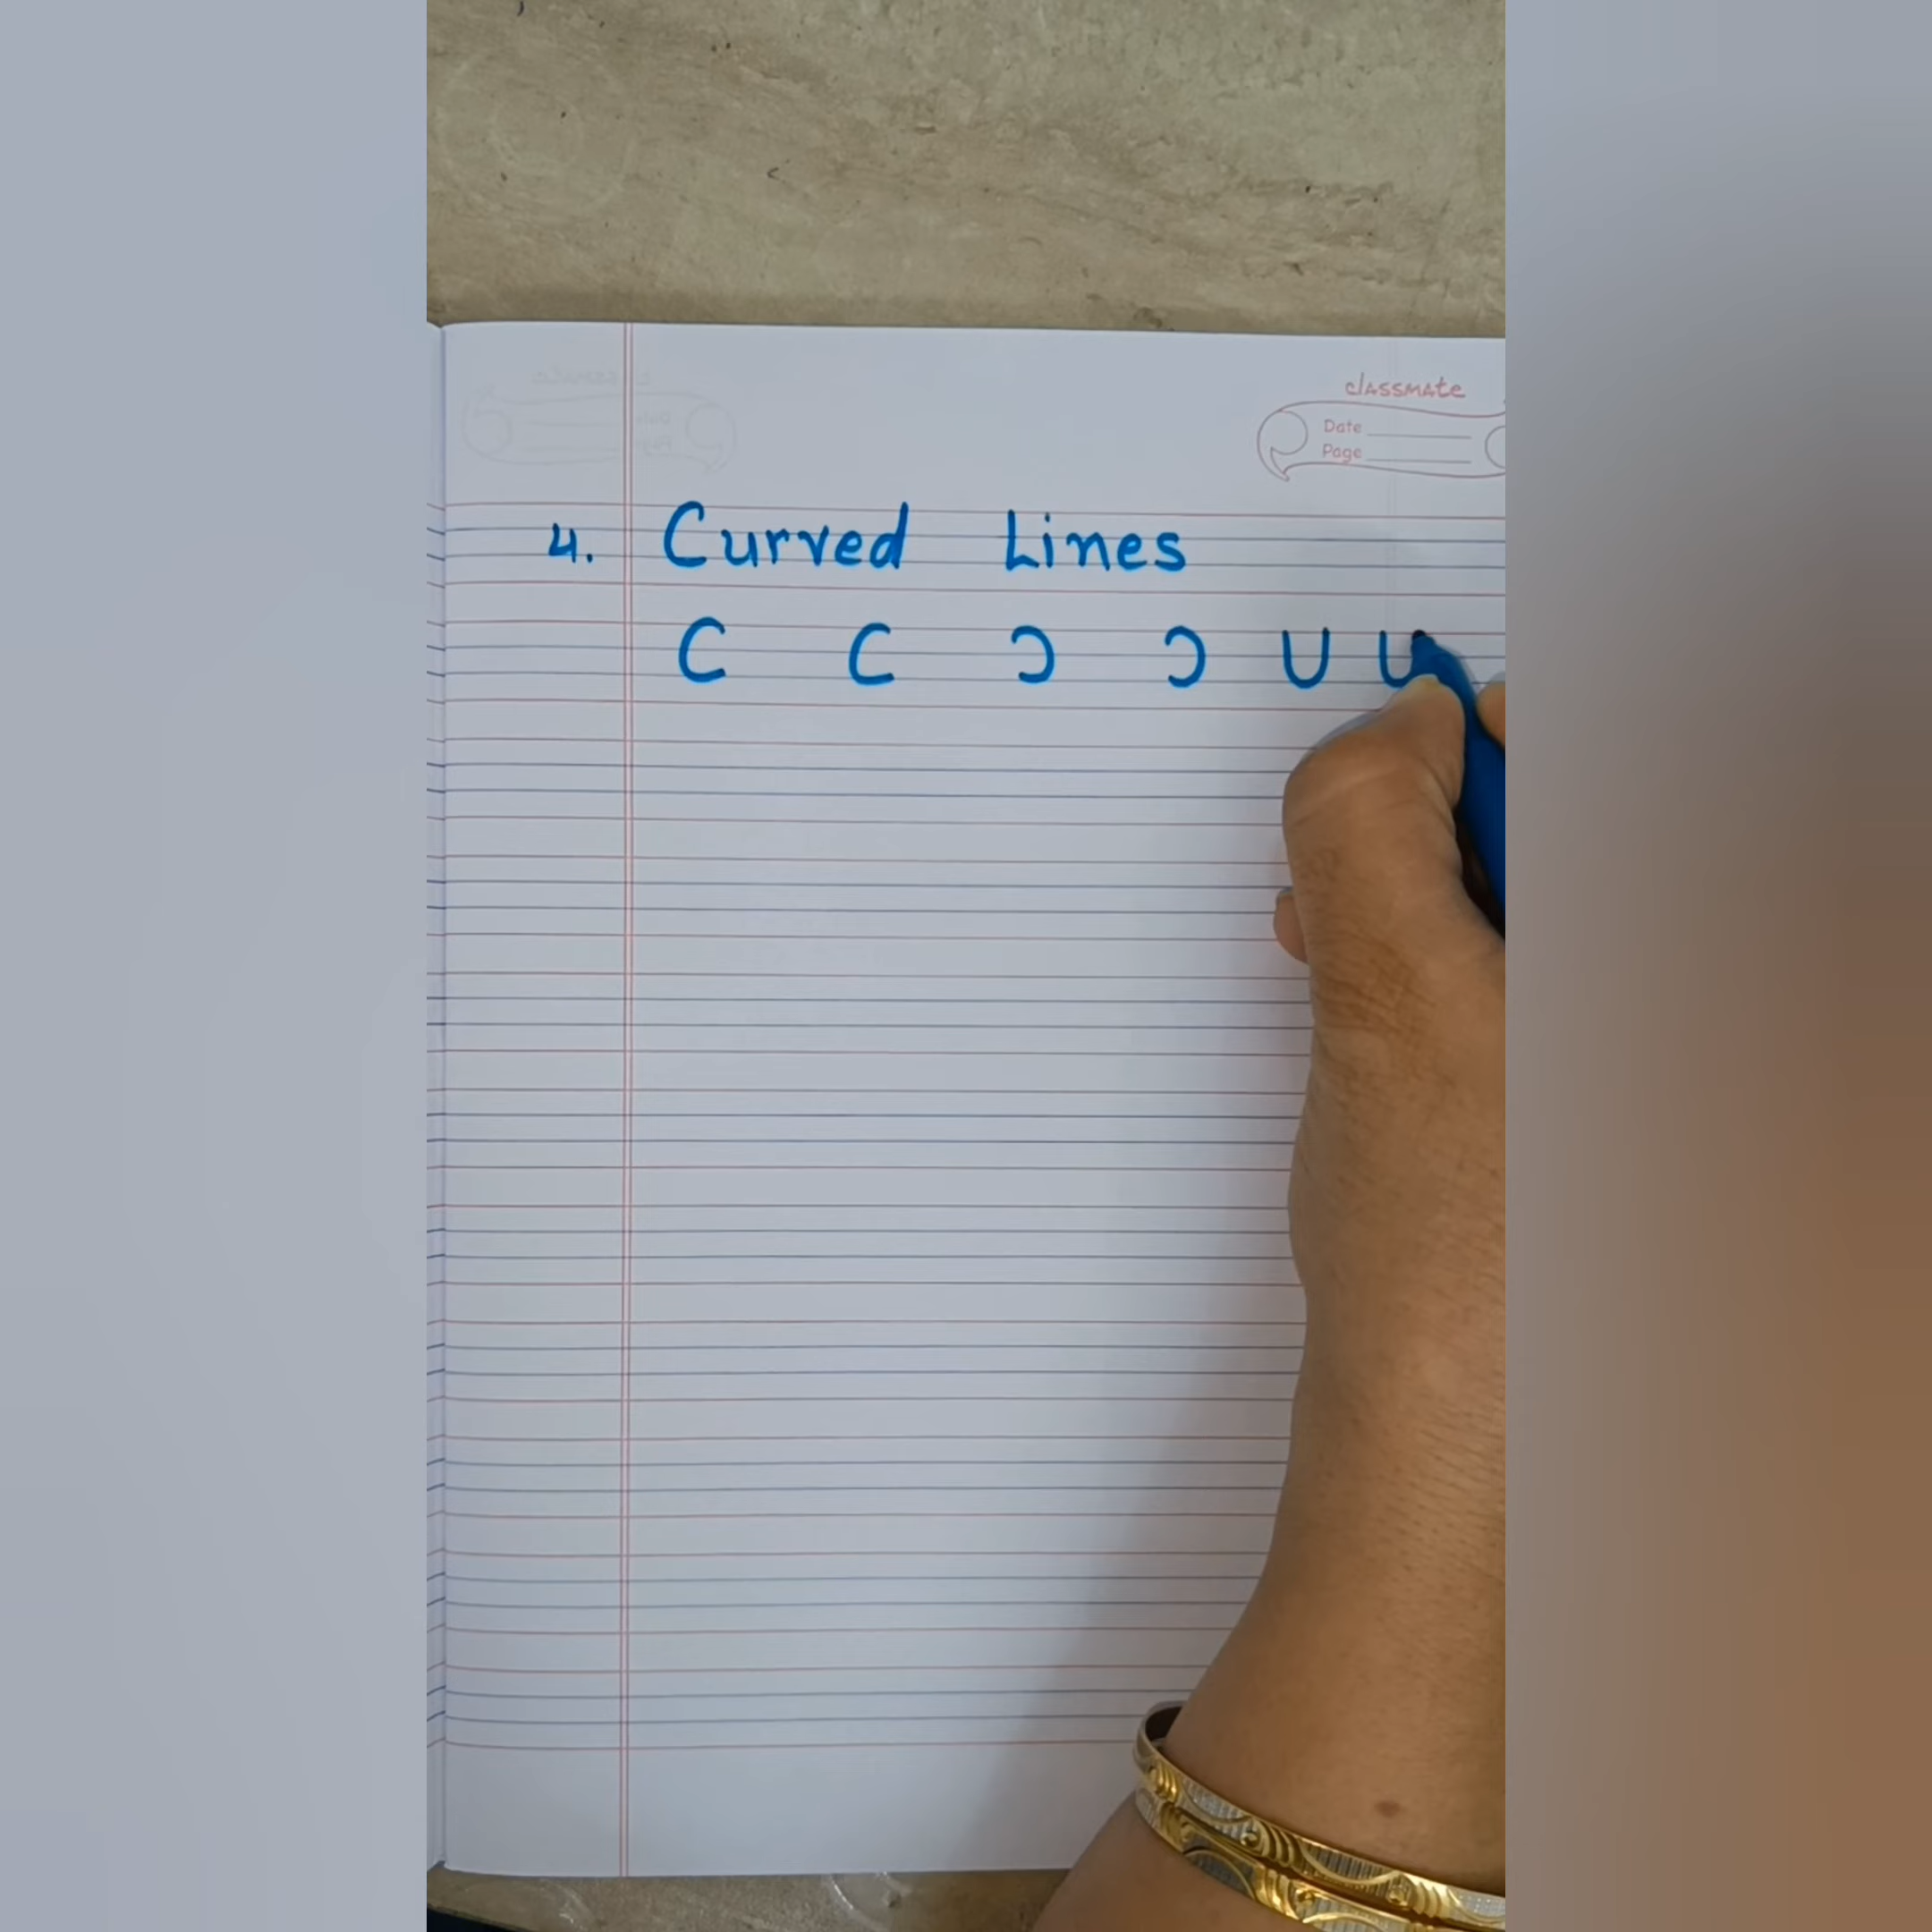 classmate
Date
Page
4. Curved Lines
C C Ɔ Ɔ U U